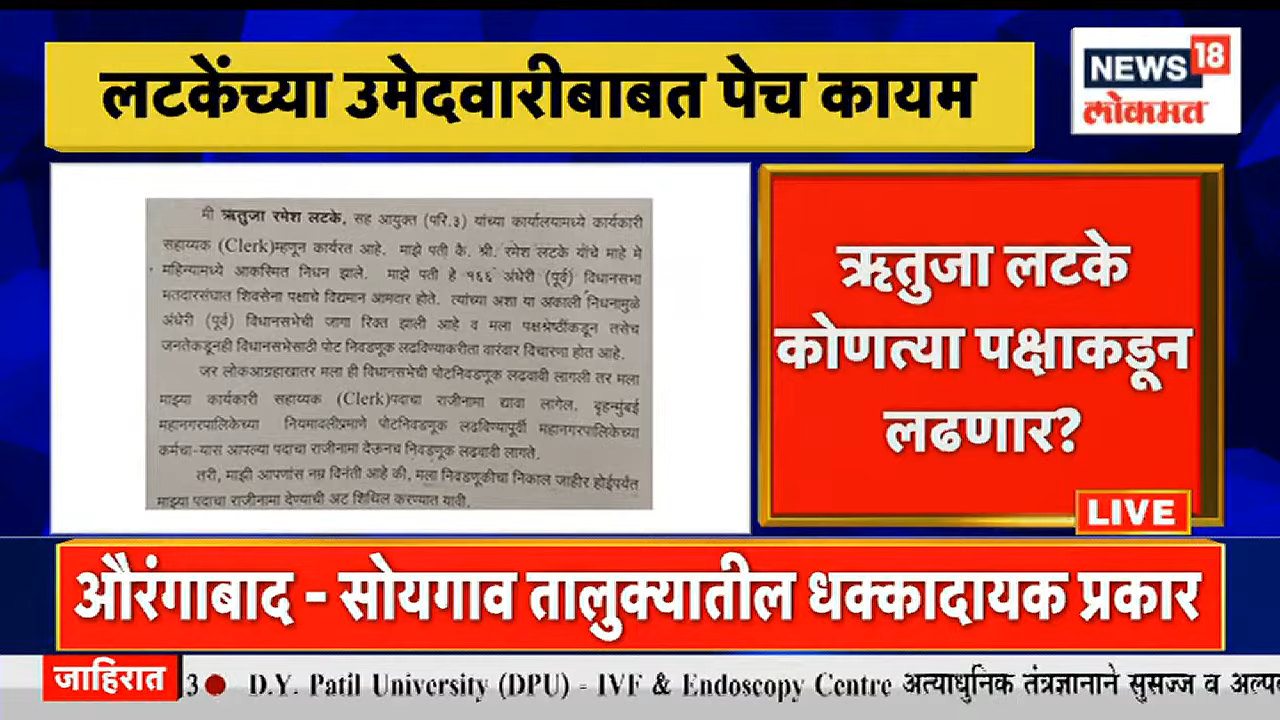 लटकेंच्या उमेदवारीबाबत पेच कायम
NEWS 18
लोकमत
मी ऋतुजा रमेश लटके, सह आयुक्त (परि.३) यांच्या कार्यालयामध्ये कार्यकारी
सहाय्यक (Clerk)म्हणून कार्यरत आहे. माझे पती कै. श्री. रमेश लटके यांचे माहे मे
महिन्यामध्ये आकस्मित निधन झाले. माझे पती हे १६६ अंधेरी (पूर्व) विधानसभा
मतदारसंघात शिवसेना पक्षाचे विद्यमान आमदार होते. त्यांच्या अशा या अकाली निधनामुळे
अंधेरी (पूर्व) विधानसभेची जागा रिक्त झाली आहे व मला पक्षश्रेष्ठींकडून तसेच
जनतेकडूनही विधानसभेसाठी पोट निवडणूक लढविण्याकरीता वारंवार विचारणा होत आहे.
जर लोकआग्रहाखातर मला ही विधानसभेची पोटनिवडणूक लढवावी लागली तर मला
माझ्या कार्यकारी सहाय्यक (Clerk)पदाचा राजीनामा द्यावा लागेल. बृहन्मुंबई
महानगरपालिकेच्या नियमावलीप्रमाणे पोटनिवडणूक लढविण्यापूर्वी महानगरपालिकेच्या
कर्मचा-यास आपल्या पदाचा राजीनामा देऊनच निवडणूक लढवावी लागते.
तरी, माझी आपणांस नम्र विनंती आहे की, मला निवडणूकीचा निकाल जाहीर होईपर्यंत
माझ्या पदाचा राजीनामा देण्याची अट शिथिल करण्यात यावी.
ऋतुजा लटके
कोणत्या पक्षाकडून
लढणार?
LIVE
औरंगाबाद - सोयगाव तालुक्यातील धक्कादायक प्रकार
जाहिरात 3 D.Y. Patil University (DPU) - IVF & Endoscopy Centre अत्याधुनिक तंत्रज्ञानाने सुसज्ज व